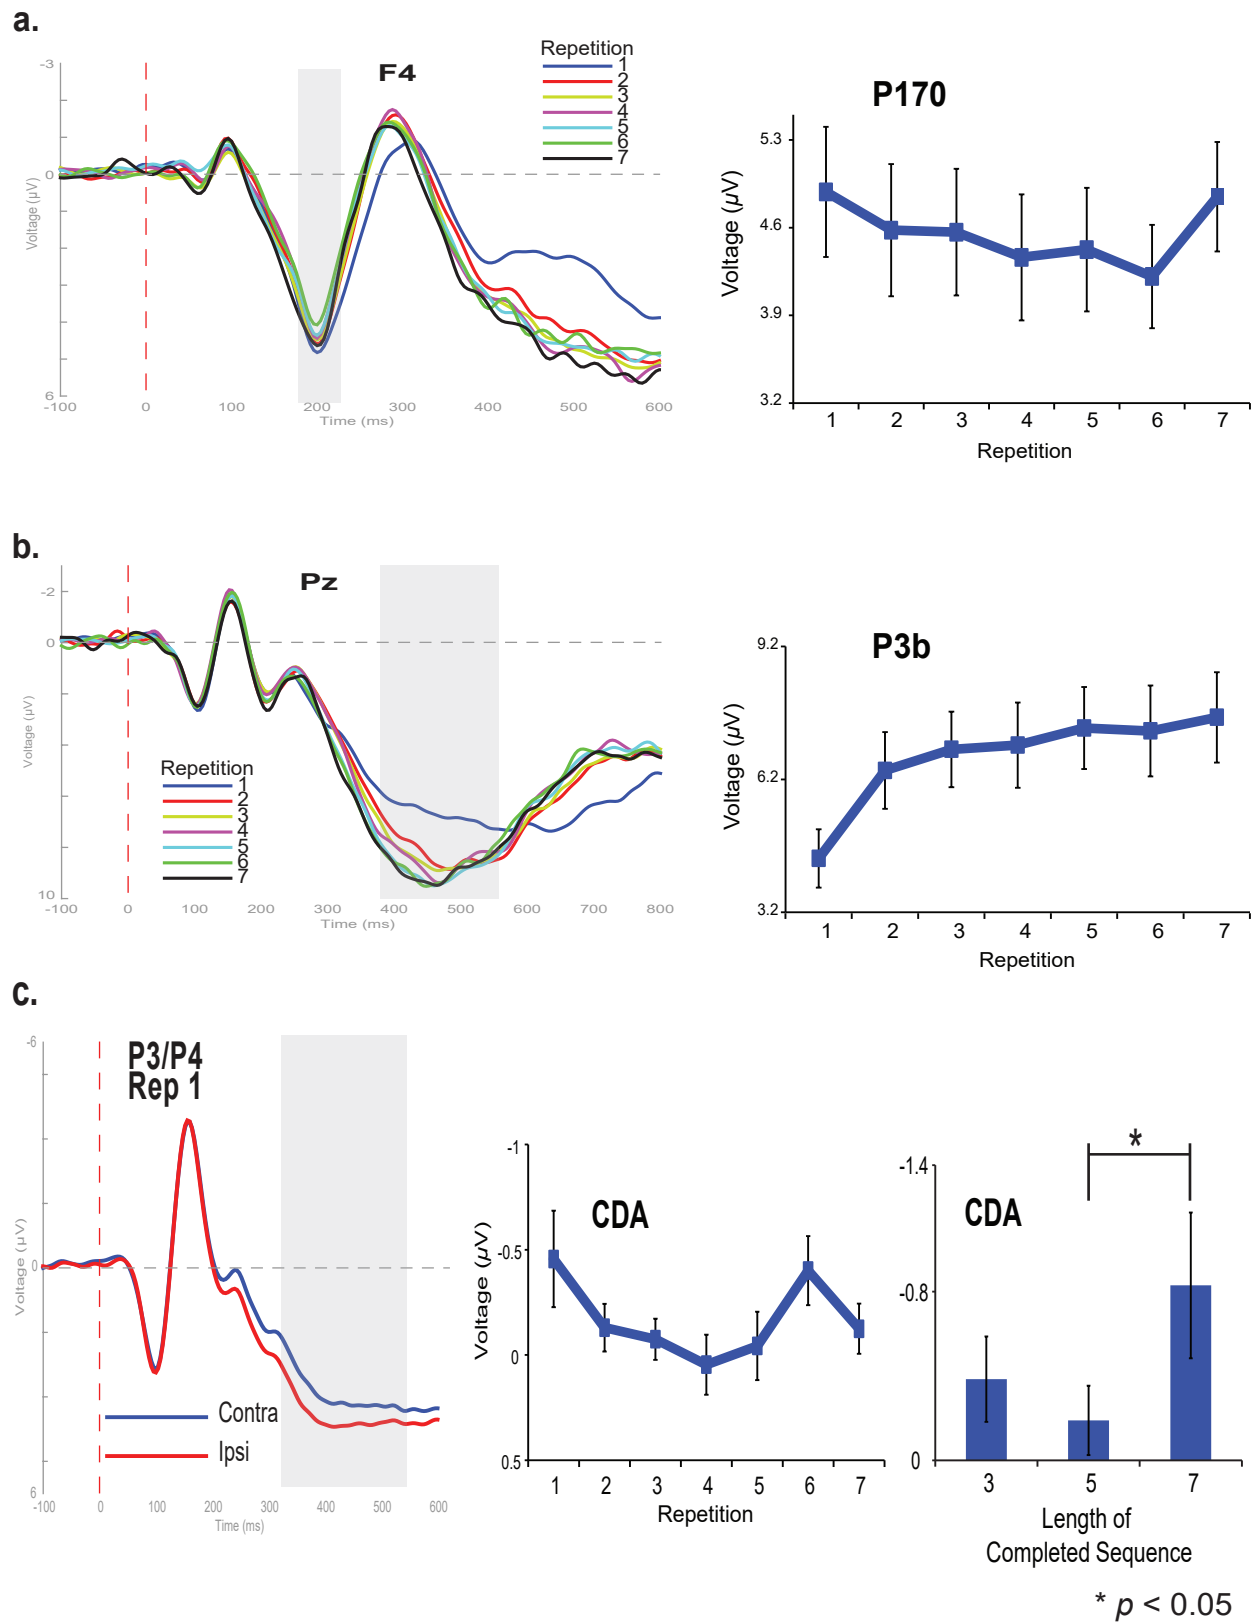 a.
F4
Repetition
1
2
3
4
5
6
7
-3
0
6
Voltage (µV)
-100 0 100 200 300 400 500 600
Time (ms)
P170
5.3
4.6
3.9
3.2
Voltage (µV)
1 2 3 4 5 6 7
Repetition
b.
Pz
-2
0
10
Voltage (µV)
Repetition
1
2
3
4
5
6
7
-100 0 100 200 300 400 500 600 700 800
Time (ms)
P3b
9.2
6.2
3.2
Voltage (µV)
1 2 3 4 5 6 7
Repetition
c.
P3/P4
Rep 1
-6
0
6
Voltage (µV)
Contra
Ipsi
-100 0 100 200 300 400 500 600
Time (ms)
CDA
-1
-0.5
0
0.5
Voltage (µV)
1 2 3 4 5 6 7
Repetition
*
CDA
-1.4
-0.8
0
3 5 7
Length of
Completed Sequence
* p < 0.05